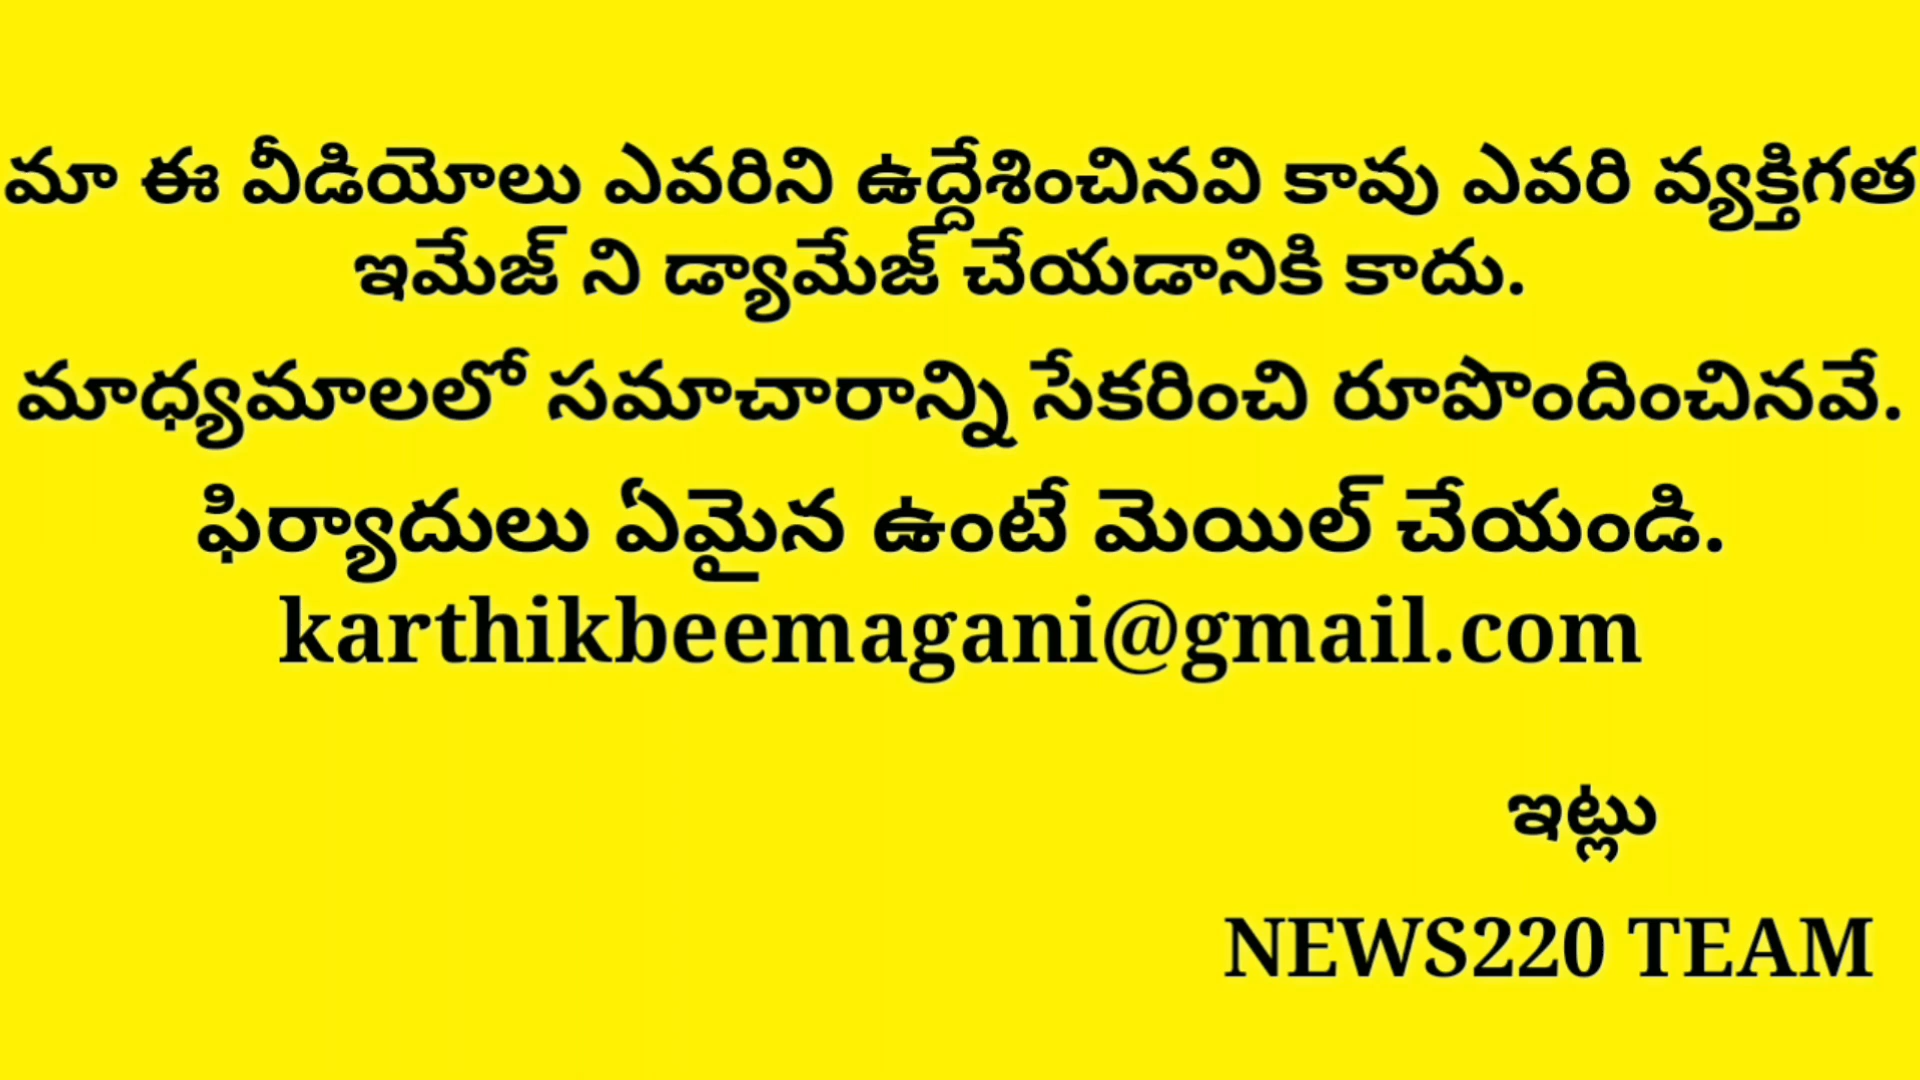 మా ఈ వీడియోలు ఎవరిని ఉద్దేశించినవి కావు ఎవరి వ్యక్తిగత
ఇమేజ్ ని డ్యామేజ్ చేయడానికి కాదు.
మాధ్యమాలలో సమాచారాన్ని సేకరించి రూపొందించినవే.
ఫిర్యాదులు ఏమైన ఉంటే మెయిల్ చేయండి.
karthikbeemagani@gmail.com
ఇట్లు
NEWS220 TEAM